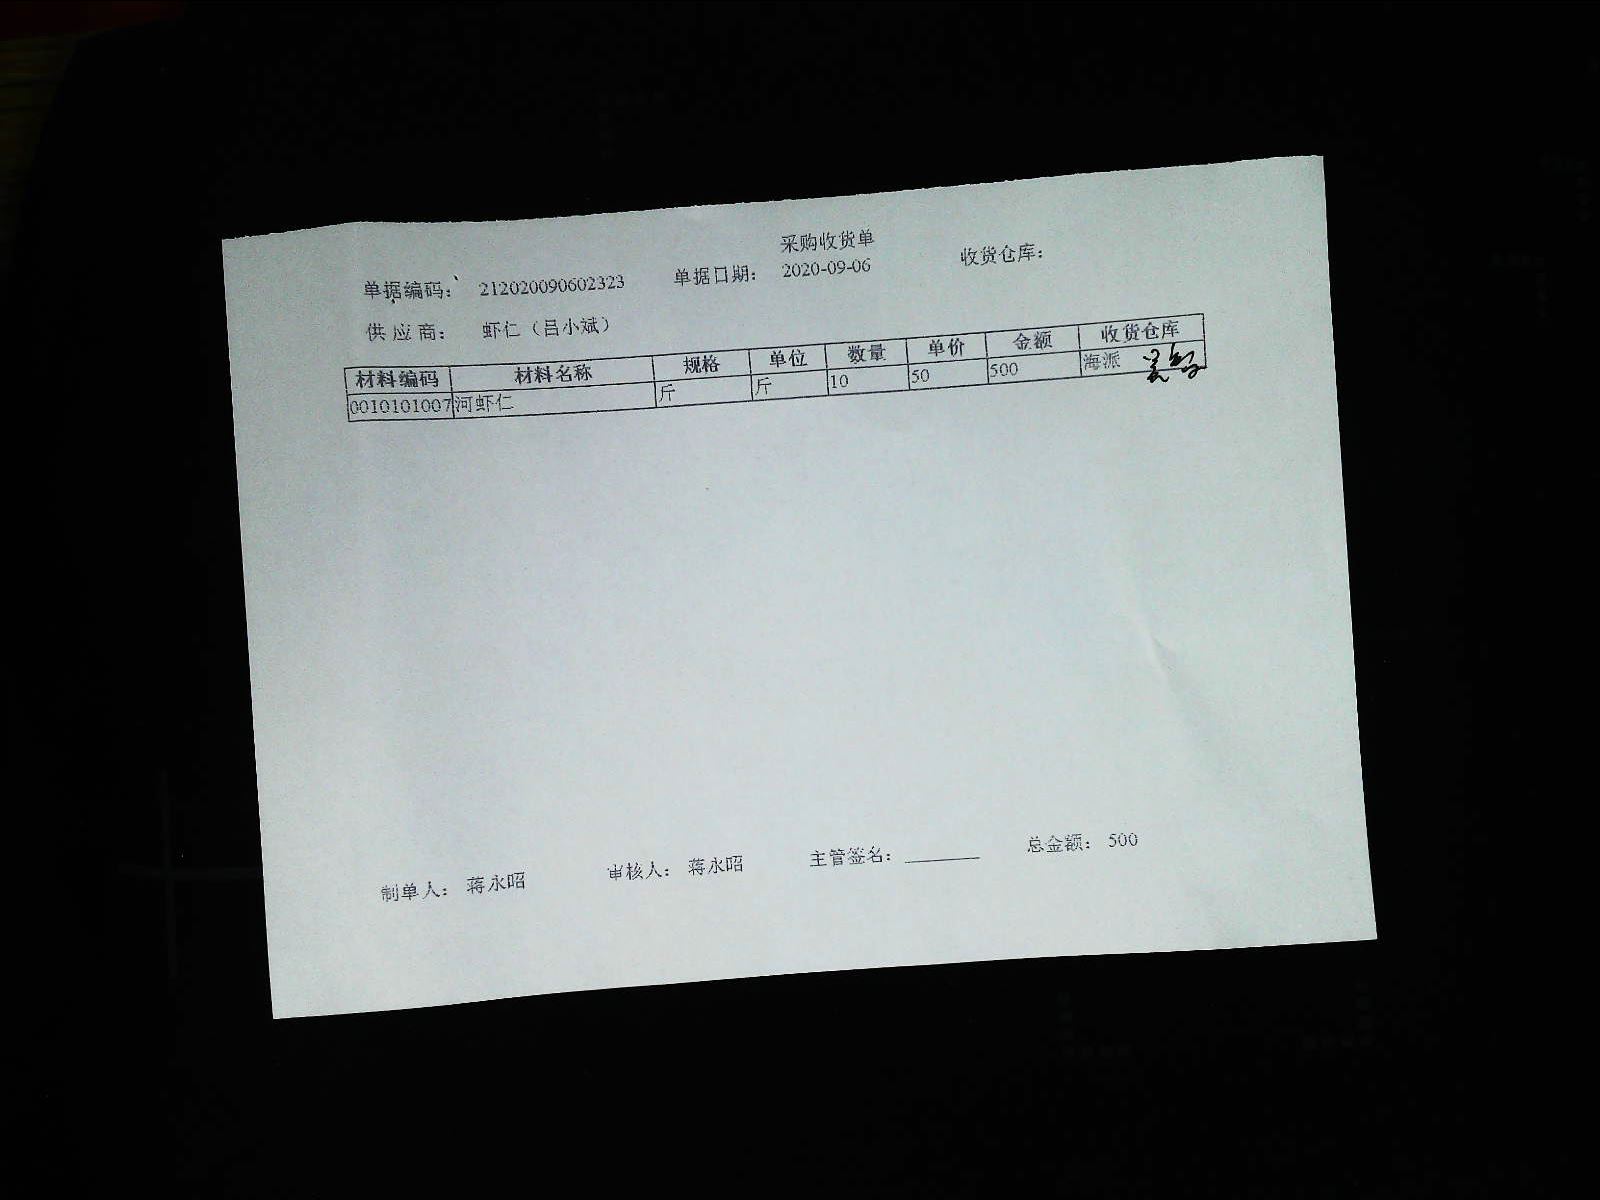 采购收货单
单据编码： 212020090602323 单据日期： 2020-09-06 收货仓库：
供应商： 虾仁（吕小斌）
材料编码 材料名称 规格 单位 数量 单价 金额 收货仓库
0010101007 河虾仁 斤 斤 10 50 500 海派
制单人： 蒋永昭 审核人： 蒋永昭 主管签名： 总金额： 500